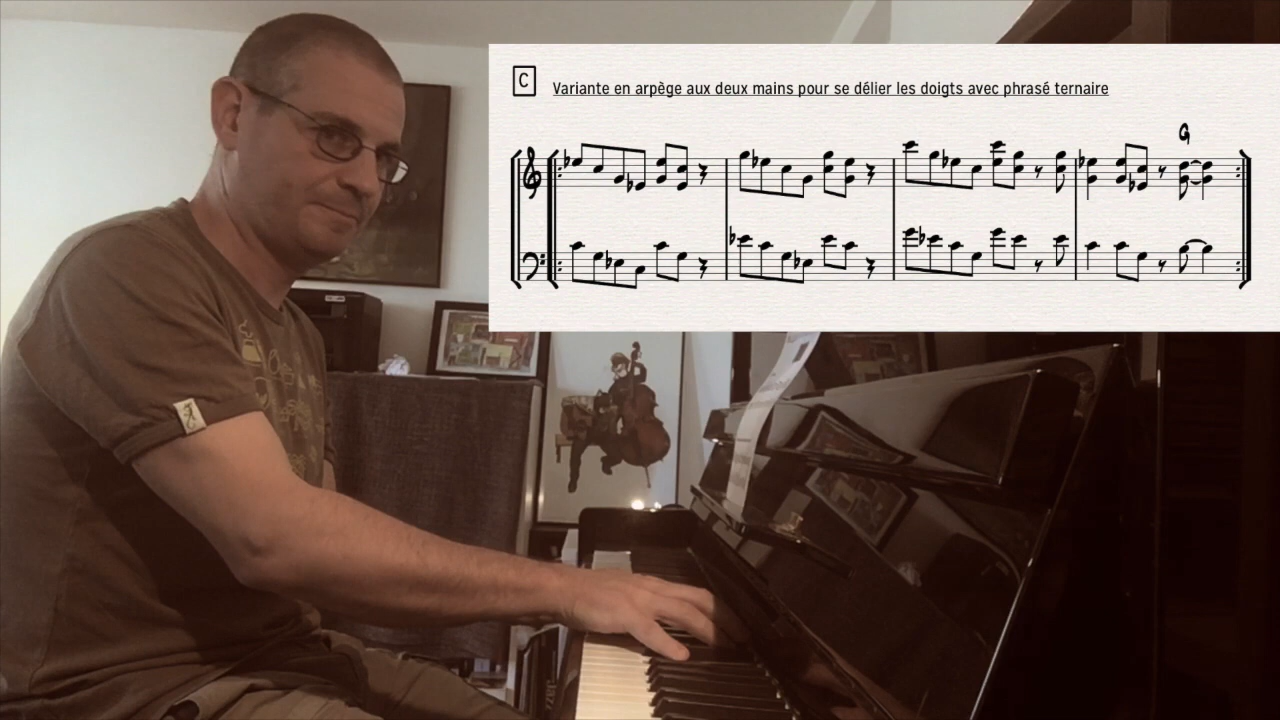 C
Variante en arpège aux deux mains pour se délier les doigts avec phrasé ternaire
G